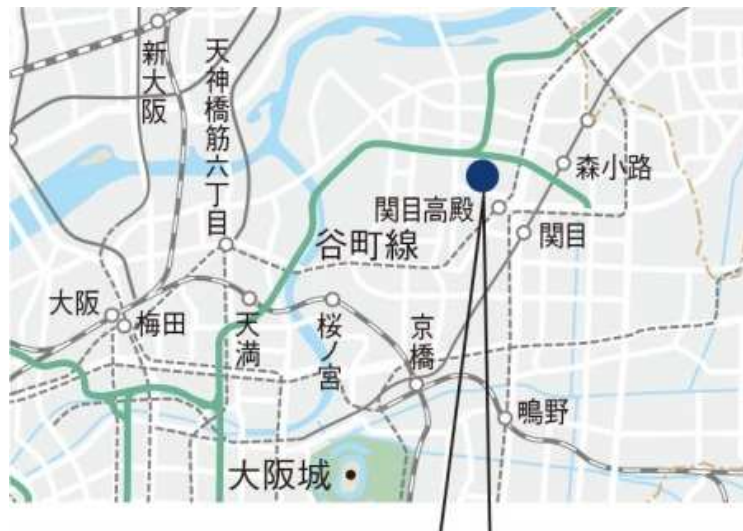 新大阪
天神橋筋六丁目
森小路
関目高殿
谷町線
関目
大阪
梅田
天満
桜ノ宮
京橋
鴫野
大阪城